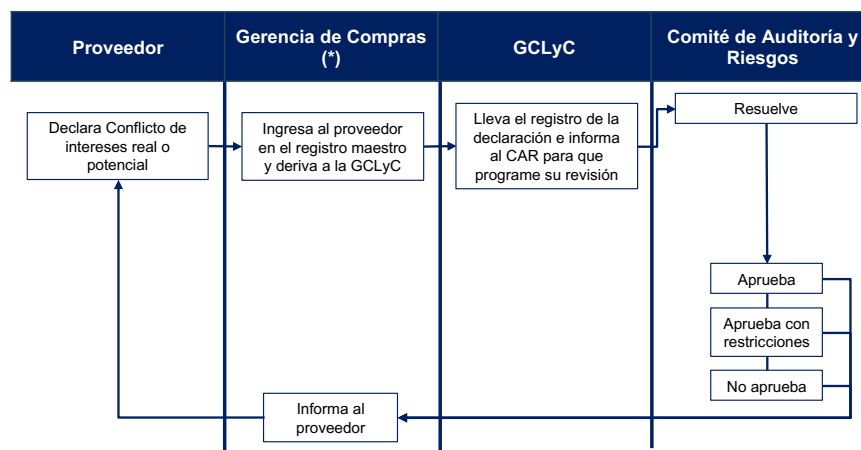 Proveedor
Gerencia de Compras
(*)
GCLyC
Comité de Auditoría y
Riesgos
Declara Conflicto de
intereses real o
potencial
Ingresa al proveedor
en el registro maestro
y deriva a la GCLyC
Lleva el registro de la
declaración e informa
al CAR para que
programe su revisión
Resuelve
Aprueba
Aprueba con
restricciones
No aprueba
Informa al
proveedor